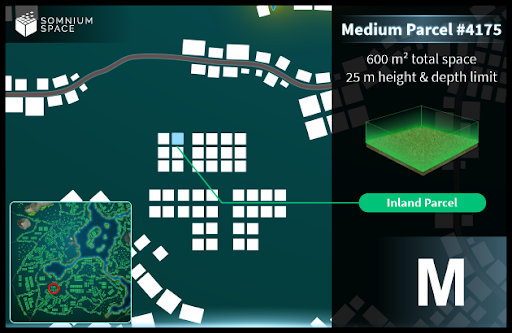 SOMNIUM
SPACE
Medium Parcel #4175
600 m² total space
25 m height & depth limit
Inland Parcel
M